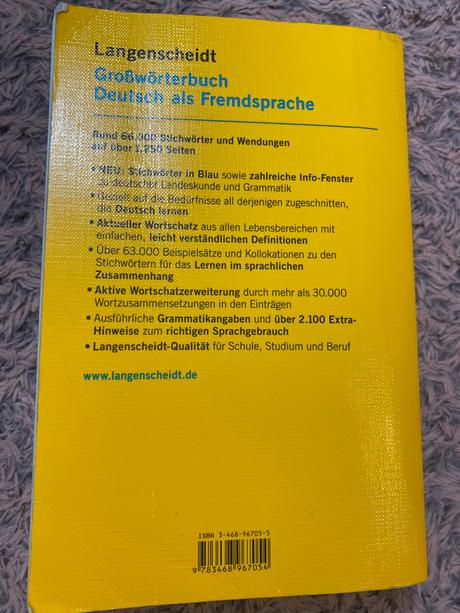 Langenscheidt
Großwörterbuch
Deutsch als Fremdsprache
Rund 66.000 Stichwörter und Wendungen
auf über 1.250 Seiten
• NEU: Stichwörter in Blau sowie zahlreiche Info-Fenster
zu deutscher Landeskunde und Grammatik
• Gezielt auf die Bedürfnisse all derjenigen zugeschnitten,
die Deutsch lernen
• Aktueller Wortschatz aus allen Lebensbereichen mit
einfachen, leicht verständlichen Definitionen
• Über 63.000 Beispielsätze und Kollokationen zu den
Stichwörtern für das Lernen im sprachlichen
Zusammenhang
• Aktive Wortschatzerweiterung durch mehr als 30.000
Wortzusammensetzungen in den Einträgen
• Ausführliche Grammatikangaben und über 2.100 Extra-
Hinweise zum richtigen Sprachgebrauch
• Langenscheidt-Qualität für Schule, Studium und Beruf
www.langenscheidt.de
ISBN 3-468-96705-5
9 783468 967054